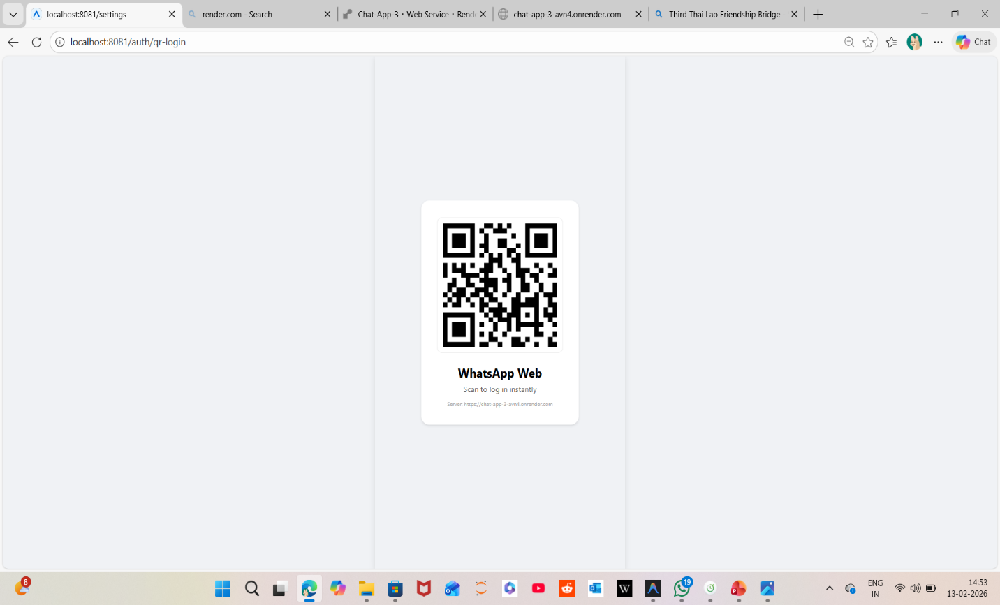 localhost:8081/settings
render.com - Search
Chat-App-3 · Web Service · Rende
chat-app-3-avn4.onrender.com
Third Thai Lao Friendship Bridge -
localhost:8081/auth/qr-login
Chat
WhatsApp Web
Scan to log in instantly
Server: https://chat-app-3-avn4.onrender.com
8
W
19
P
ENG
IN
14:53
13-02-2026